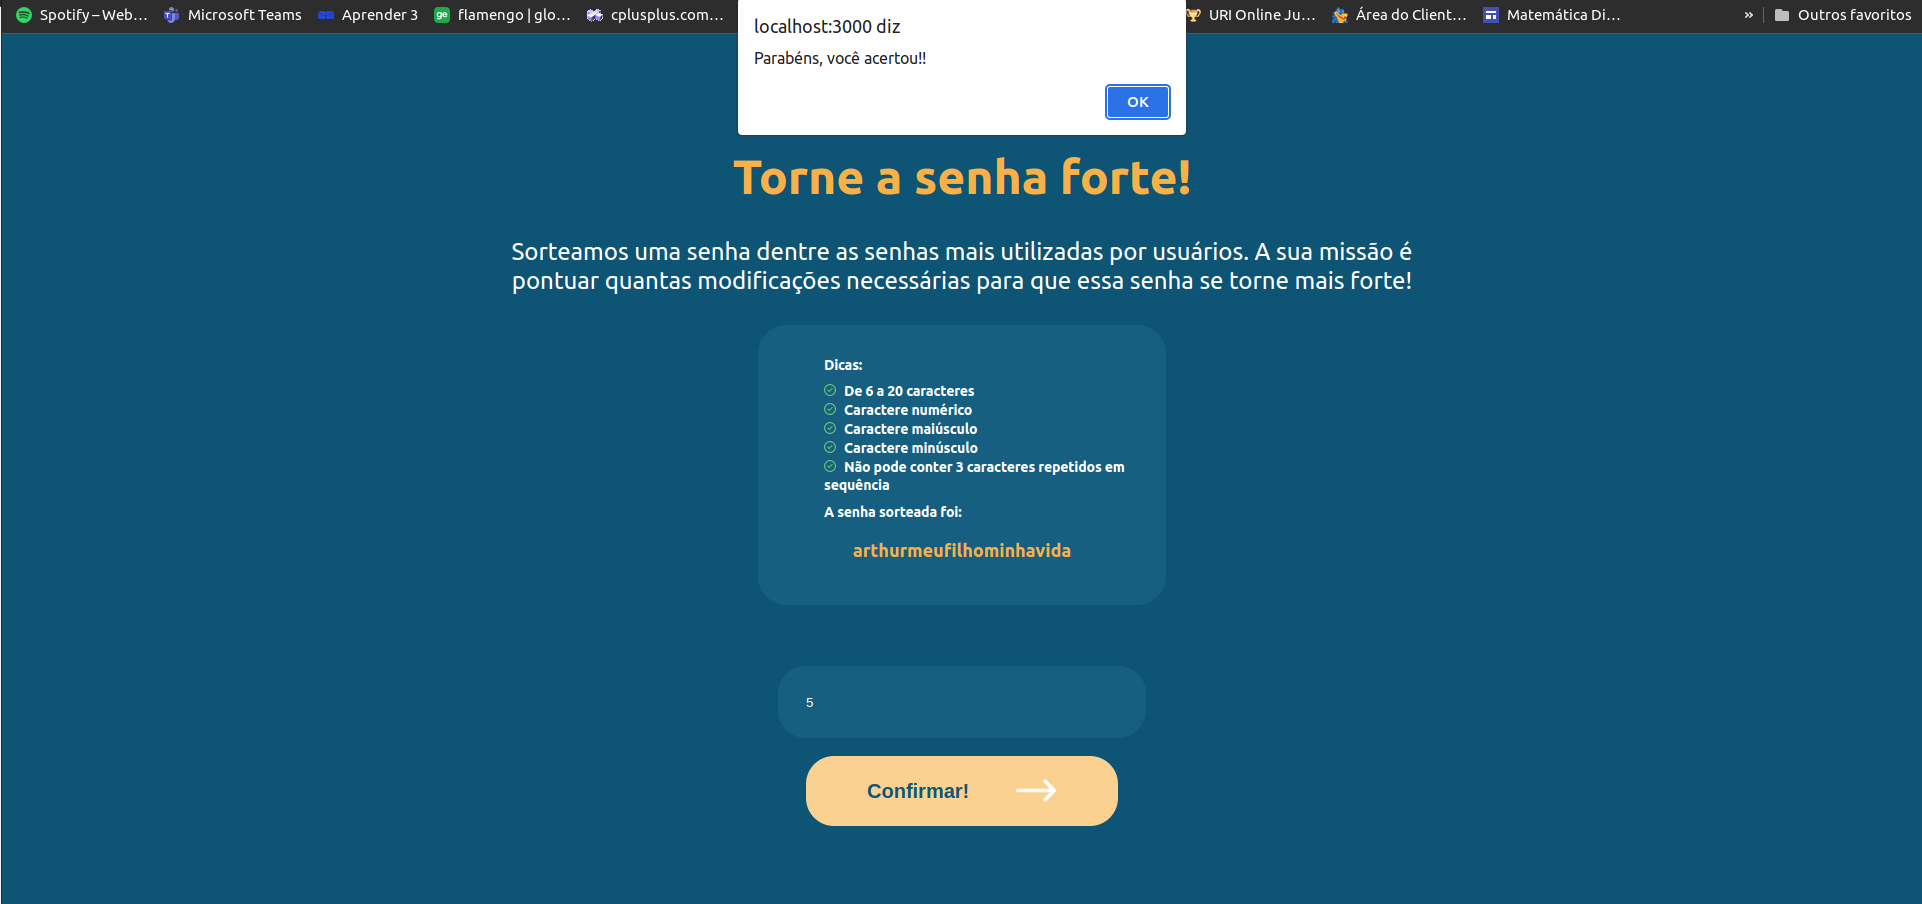 Spotify – Web…
Microsoft Teams
Aprender 3
ge
flamengo | glo…
cplusplus.com…
URI Online Ju…
Área do Client…
Matemática Di…
»
Outros favoritos
localhost:3000 diz
Parabéns, você acertou!!
OK
Torne a senha forte!
Sorteamos uma senha dentre as senhas mais utilizadas por usuários. A sua missão é
pontuar quantas modificações necessárias para que essa senha se torne mais forte!
Dicas:
De 6 a 20 caracteres
Caractere numérico
Caractere maiúsculo
Caractere minúsculo
Não pode conter 3 caracteres repetidos em
sequência
A senha sorteada foi:
arthurmeufilhominhavida
5
Confirmar!